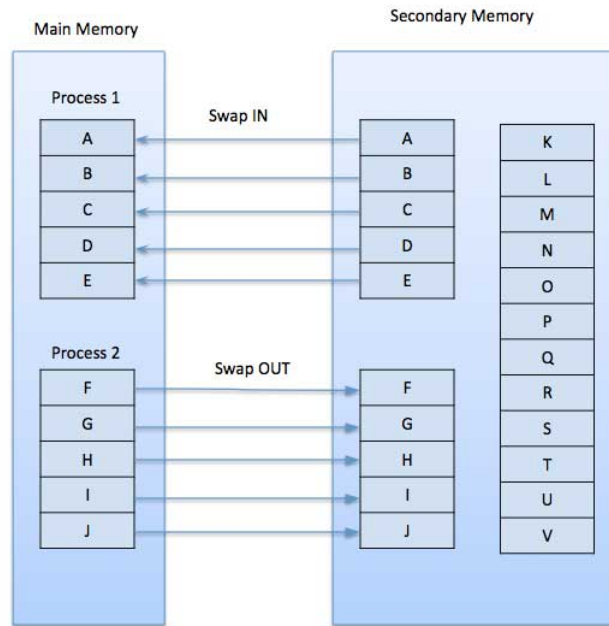 Main Memory
Secondary Memory
Process 1
Swap IN
A
B
C
D
E
A
B
C
D
E
Process 2
Swap OUT
F
G
H
I
J
F
G
H
I
J
K
L
M
N
O
P
Q
R
S
T
U
V